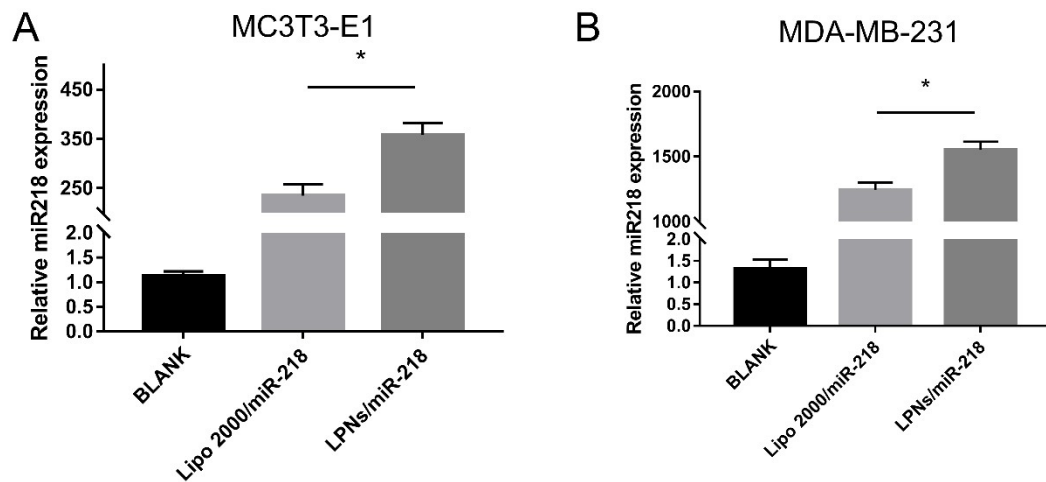 A
MC3T3-E1
*
Relative miR218 expression
450
350
250
2.0
1.5
1.0
0.5
0.0
BLANK
Lipo 2000/miR-218
LPNs/miR-218
B
MDA-MB-231
*
Relative miR218 expression
2000
1500
1000
2.0
1.5
1.0
0.5
0.0
BLANK
Lipo 2000/miR-218
LPNs/miR-218